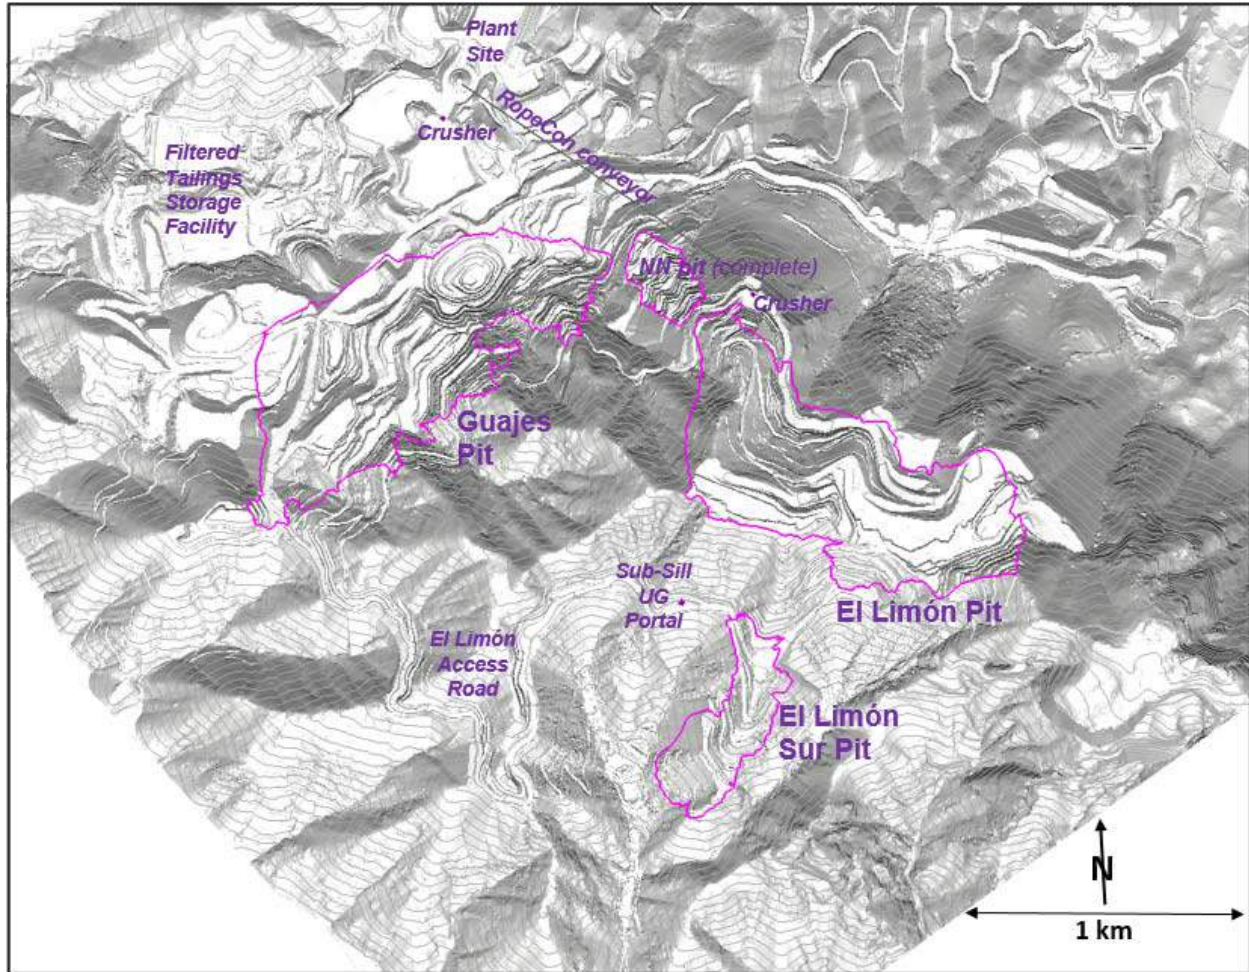 Plant
Site
RopeCon conveyor
Crusher
Filtered
Tailings
Storage
Facility
NN pit (complete)
Crusher
Guajes
Pit
Sub-Sill
UG
Portal
El Limón Pit
El Limón
Access
Road
El Limón
Sur Pit
N
1 km